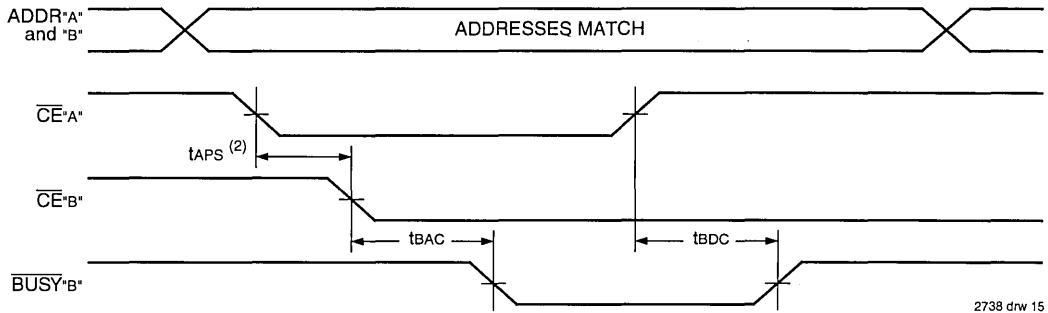 ADDR"A"
and "B"
ADDRESSES MATCH
CE"A"
tAPS (2)
CE"B"
tBAC
tBDC
BUSY"B"
2738 drw 15